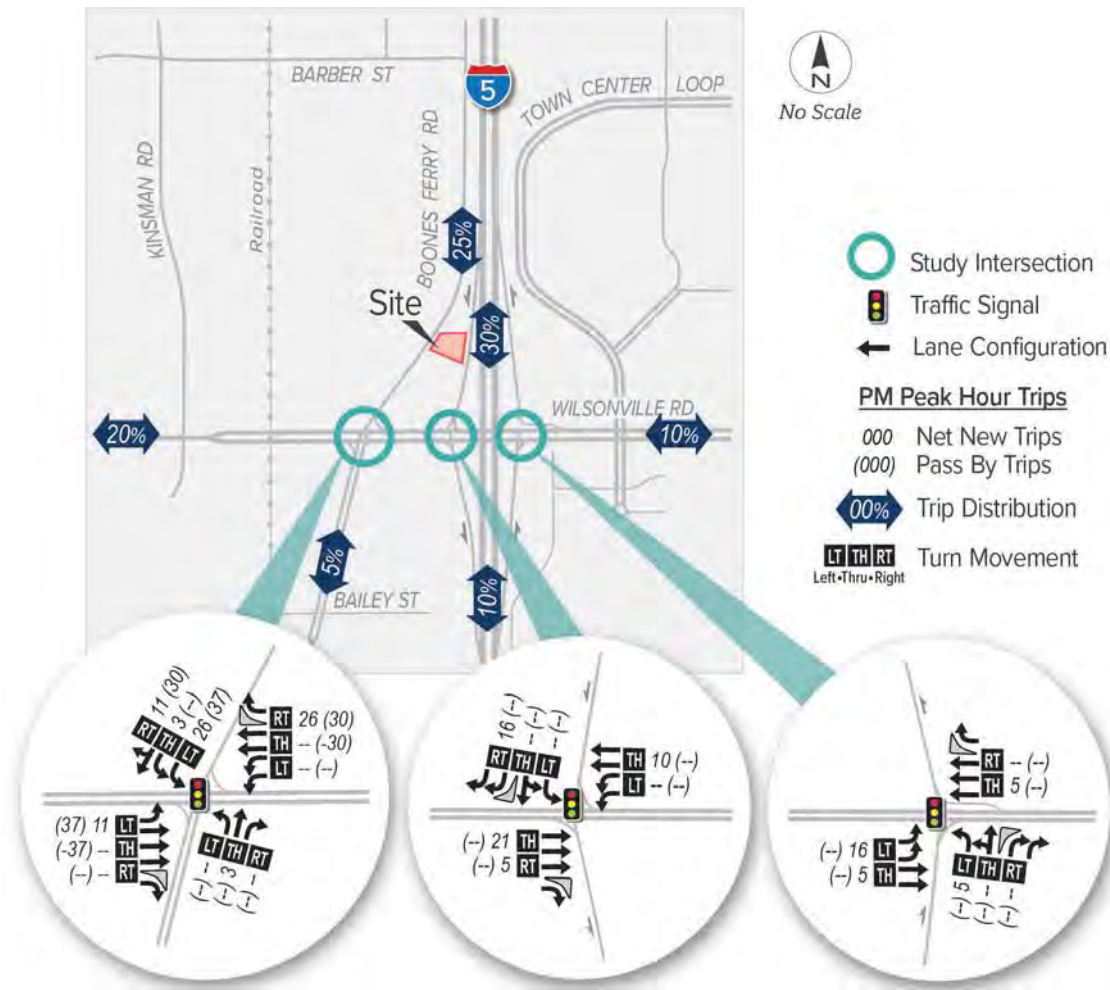 BARBER ST
5
TOWN CENTER LOOP
N
No Scale
KINSMAN RD
Railroad
BOONES FERRY RD
25%
Site
30%
WILSONVILLE RD
20%
10%
5%
BAILEY ST
10%
Study Intersection
Traffic Signal
Lane Configuration
PM Peak Hour Trips
000 Net New Trips
(000) Pass By Trips
00% Trip Distribution
LT TH RT Turn Movement
Left•Thru•Right
RT 11 (30)
TH 3 (--)
LT 26 (37)
RT 26 (30)
TH -- (-30)
LT -- (--)
(37) 11 LT
(-37) -- TH
(--) -- RT
LT TH RT
(--) --
(--) 3
(--) --
RT 16 (--)
TH -- (--)
LT -- (--)
TH 10 (--)
LT -- (--)
(--) 21 TH
(--) 5 RT
RT -- (--)
TH 5 (--)
(--) 16 LT
(--) 5 TH
LT TH RT
(--) 5
(--) --
(--) --